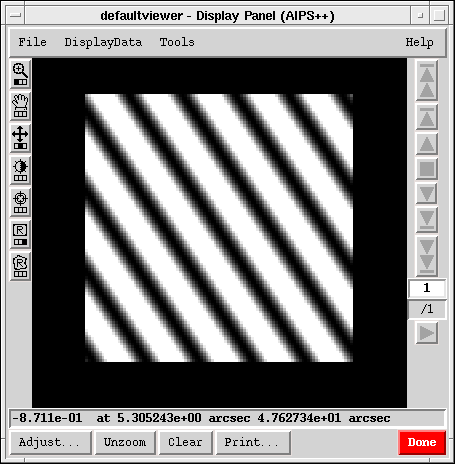 defaultviewer - Display Panel (AIPS++)
File DisplayData Tools Help
R
R
1
/1
-8.711e-01 at 5.305243e+00 arcsec 4.762734e+01 arcsec
Adjust... Unzoom Clear Print... Done